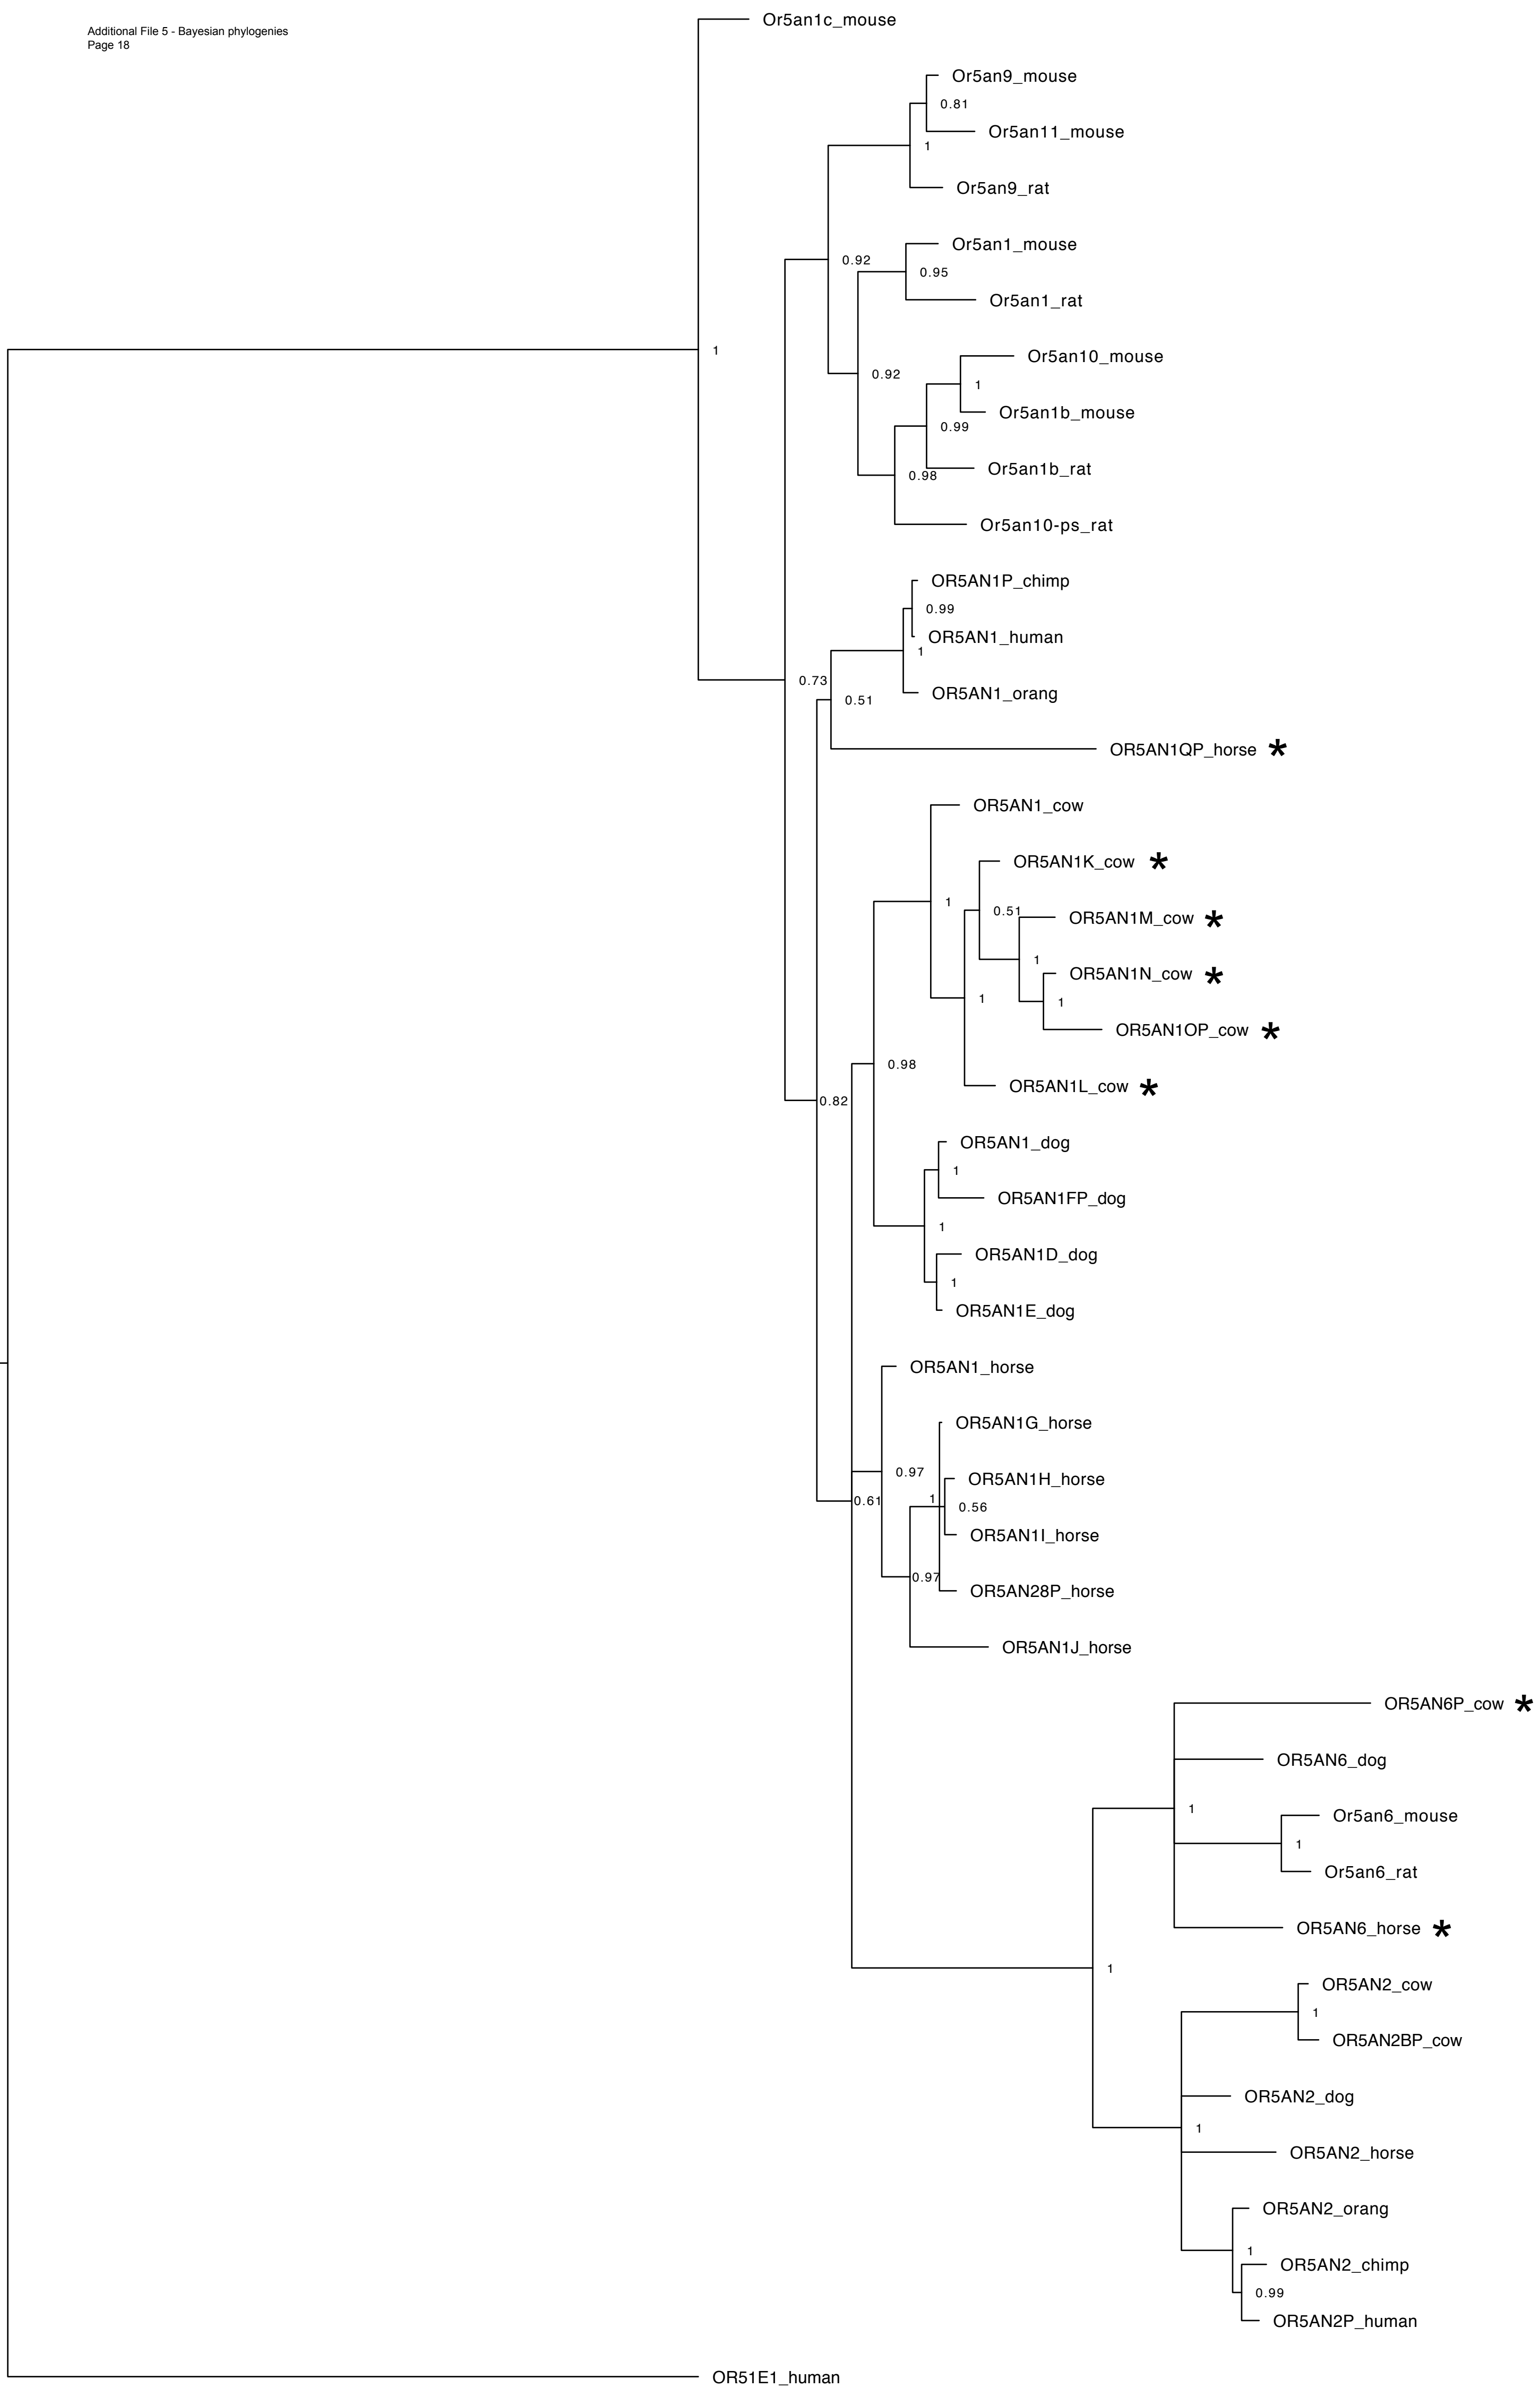 Additional File 5 - Bayesian phylogenies
Page 18
Or5an1c_mouse
Or5an9_mouse
0.81
Or5an11_mouse
1
Or5an9_rat
Or5an1_mouse
0.92
0.95
Or5an1_rat
1
Or5an10_mouse
0.92
1
Or5an1b_mouse
0.99
Or5an1b_rat
0.98
Or5an10-ps_rat
OR5AN1P_chimp
0.99
OR5AN1_human
1
0.73
OR5AN1_orang
0.51
OR5AN1QP_horse *
OR5AN1_cow
OR5AN1K_cow *
1
0.51
OR5AN1M_cow *
1
OR5AN1N_cow *
1
1
OR5AN1OP_cow *
0.98
OR5AN1L_cow *
0.82
OR5AN1_dog
1
OR5AN1FP_dog
1
OR5AN1D_dog
1
OR5AN1E_dog
OR5AN1_horse
OR5AN1G_horse
0.97
OR5AN1H_horse
0.61
1
0.56
OR5AN1I_horse
0.97
OR5AN28P_horse
OR5AN1J_horse
OR5AN6P_cow *
OR5AN6_dog
1
Or5an6_mouse
1
Or5an6_rat
OR5AN6_horse *
1
OR5AN2_cow
1
OR5AN2BP_cow
OR5AN2_dog
1
OR5AN2_horse
OR5AN2_orang
1
OR5AN2_chimp
0.99
OR5AN2P_human
OR51E1_human